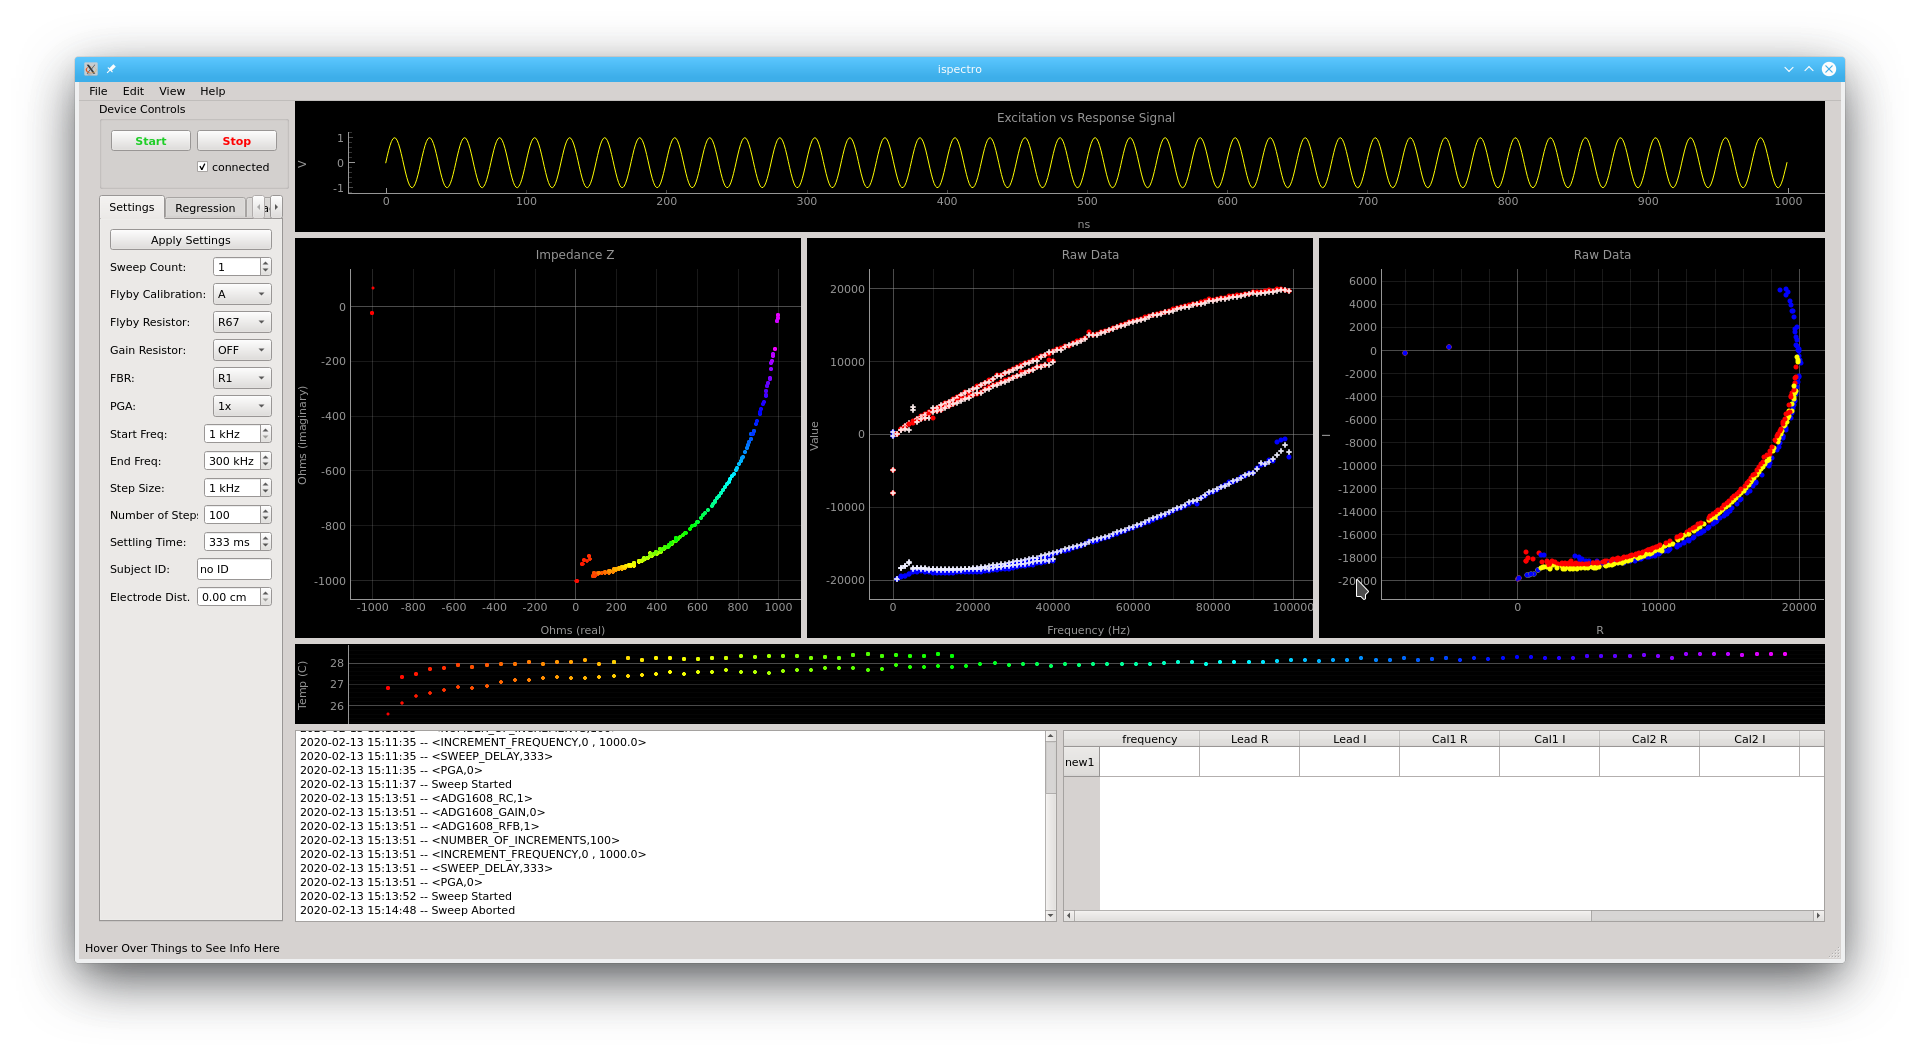 ispectro
File Edit View Help
Device Controls
Start Stop
connected
Settings Regression
Apply Settings
Sweep Count: 1
Flyby Calibration: A
Flyby Resistor: R67
Gain Resistor: OFF
FBR: R1
PGA: 1x
Start Freq: 1 kHz
End Freq: 300 kHz
Step Size: 1 kHz
Number of Step: 100
Settling Time: 333 ms
Subject ID: no ID
Electrode Dist. 0.00 cm
Excitation vs Response Signal
V
1
0
-1
0 100 200 300 400 500 600 700 800 900 1000
ns
Impedance Z
Ohms (imaginary)
0
-200
-400
-600
-800
-1000
-1000 -800 -600 -400 -200 0 200 400 600 800 1000
Ohms (real)
Raw Data
Value
20000
10000
0
-10000
-20000
0 20000 40000 60000 80000 100000
Frequency (Hz)
Raw Data
I
6000
4000
2000
0
-2000
-4000
-6000
-8000
-10000
-12000
-14000
-16000
-18000
-20000
0 10000 20000
R
Temp (C)
28
27
26
2020-02-13 15:11:35 -- <NUMBER_OF_INCREMENTS,100>
2020-02-13 15:11:35 -- <INCREMENT_FREQUENCY,0 , 1000.0>
2020-02-13 15:11:35 -- <SWEEP_DELAY,333>
2020-02-13 15:11:35 -- <PGA,0>
2020-02-13 15:11:37 -- Sweep Started
2020-02-13 15:13:51 -- <ADG1608_RC,1>
2020-02-13 15:13:51 -- <ADG1608_GAIN,0>
2020-02-13 15:13:51 -- <ADG1608_RFB,1>
2020-02-13 15:13:51 -- <NUMBER_OF_INCREMENTS,100>
2020-02-13 15:13:51 -- <INCREMENT_FREQUENCY,0 , 1000.0>
2020-02-13 15:13:51 -- <SWEEP_DELAY,333>
2020-02-13 15:13:51 -- <PGA,0>
2020-02-13 15:13:52 -- Sweep Started
2020-02-13 15:14:48 -- Sweep Aborted
frequency Lead R Lead I Cal1 R Cal1 I Cal2 R Cal2 I
new1
Hover Over Things to See Info Here